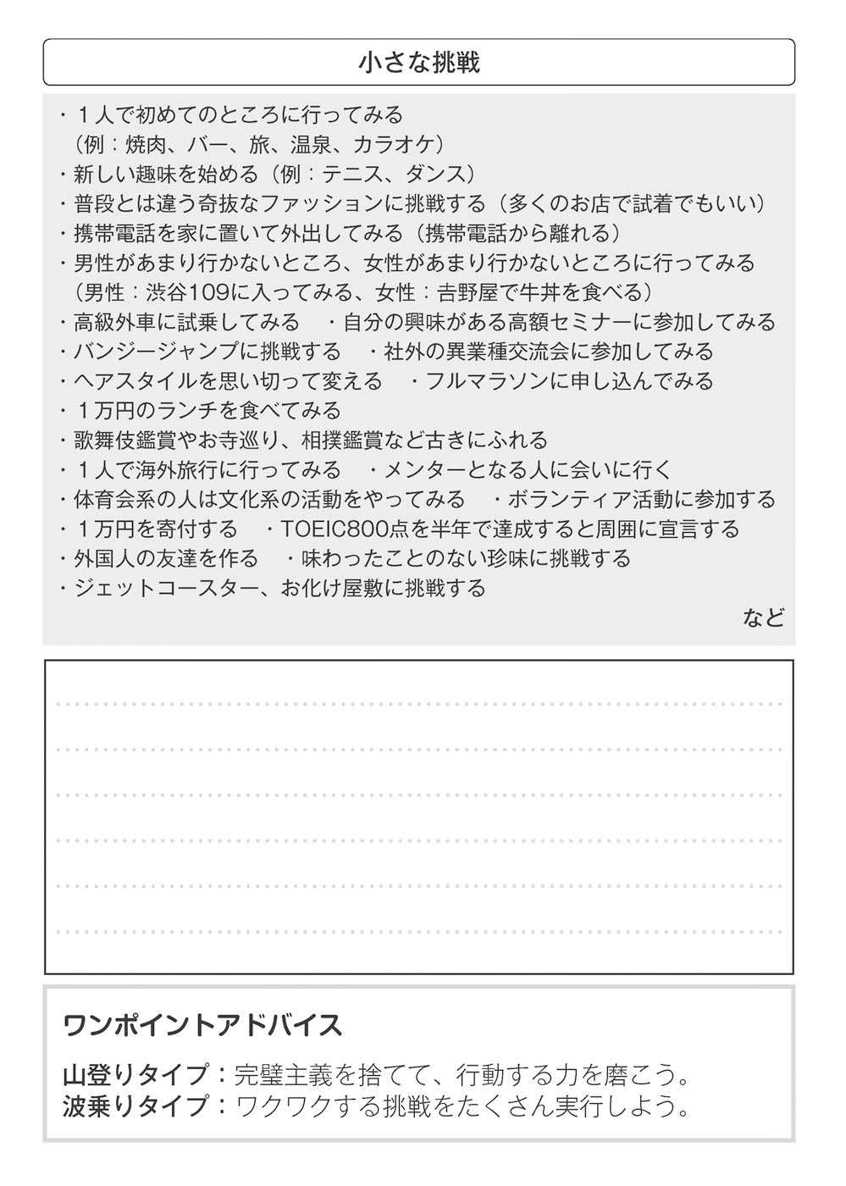 小さな挑戦
・１人で初めてのところに行ってみる
（例：焼肉、バー、旅、温泉、カラオケ）
・新しい趣味を始める（例：テニス、ダンス）
・普段とは違う奇抜なファッションに挑戦する（多くのお店で試着でもいい）
・携帯電話を家に置いて外出してみる（携帯電話から離れる）
・男性があまり行かないところ、女性があまり行かないところに行ってみる
（男性：渋谷109に入ってみる、女性：𠮷野屋で牛丼を食べる）
・高級外車に試乗してみる　・自分の興味がある高額セミナーに参加してみる
・バンジージャンプに挑戦する　・社外の異業種交流会に参加してみる
・ヘアスタイルを思い切って変える　・フルマラソンに申し込んでみる
・１万円のランチを食べてみる
・歌舞伎鑑賞やお寺巡り、相撲鑑賞など古きにふれる
・１人で海外旅行に行ってみる　・メンターとなる人に会いに行く
・体育会系の人は文化系の活動をやってみる　・ボランティア活動に参加する
・１万円を寄付する　・TOEIC800点を半年で達成すると周囲に宣言する
・外国人の友達を作る　・味わったことのない珍味に挑戦する
・ジェットコースター、お化け屋敷に挑戦する
など
ワンポイントアドバイス
山登りタイプ：完璧主義を捨てて、行動する力を磨こう。
波乗りタイプ：ワクワクする挑戦をたくさん実行しよう。